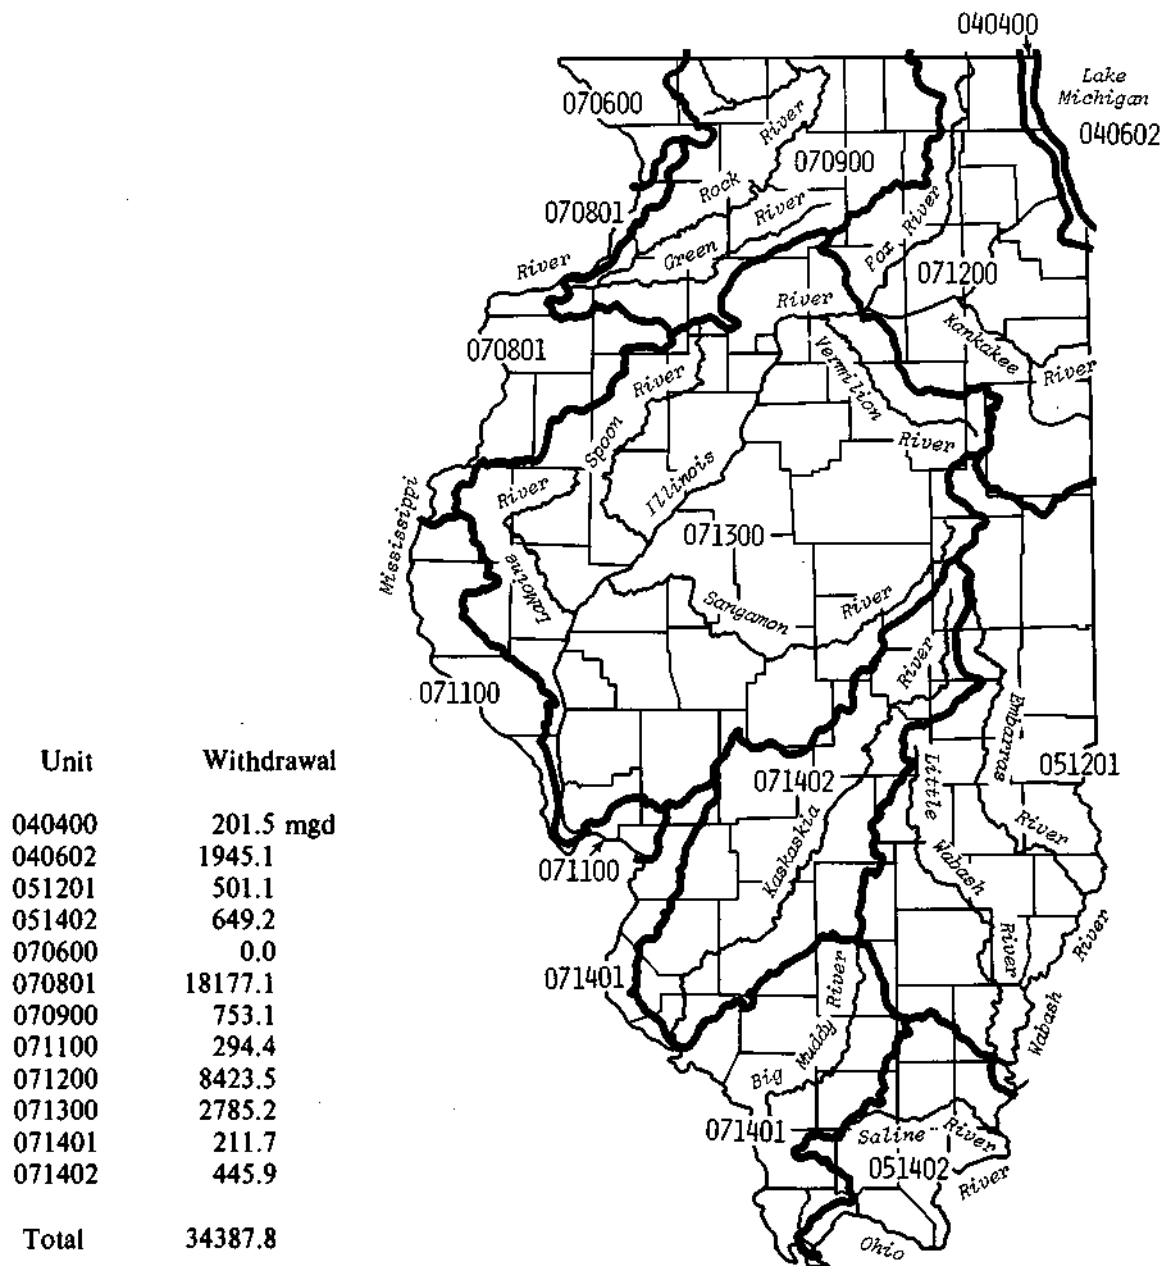 040400
Lake
Michigan
040602
070600
River
070900
Rock
River
070801
Green
River
Fox River
071200
River
Kankakee
River
070801
Vermilion
River
River
Spoon
Illinois
River
Mississippi
071300
LaMoine
Sangamon
River
River
071100
Embarras
051201
071402
Little
River
Kaskaskia
Wabash
071100
River
River
071401
River
Wabash
Big Muddy
071401
Saline River
051402
River
Ohio
Unit Withdrawal
040400 201.5 mgd
040602 1945.1
051201 501.1
051402 649.2
070600 0.0
070801 18177.1
070900 753.1
071100 294.4
071200 8423.5
071300 2785.2
071401 211.7
071402 445.9
Total 34387.8